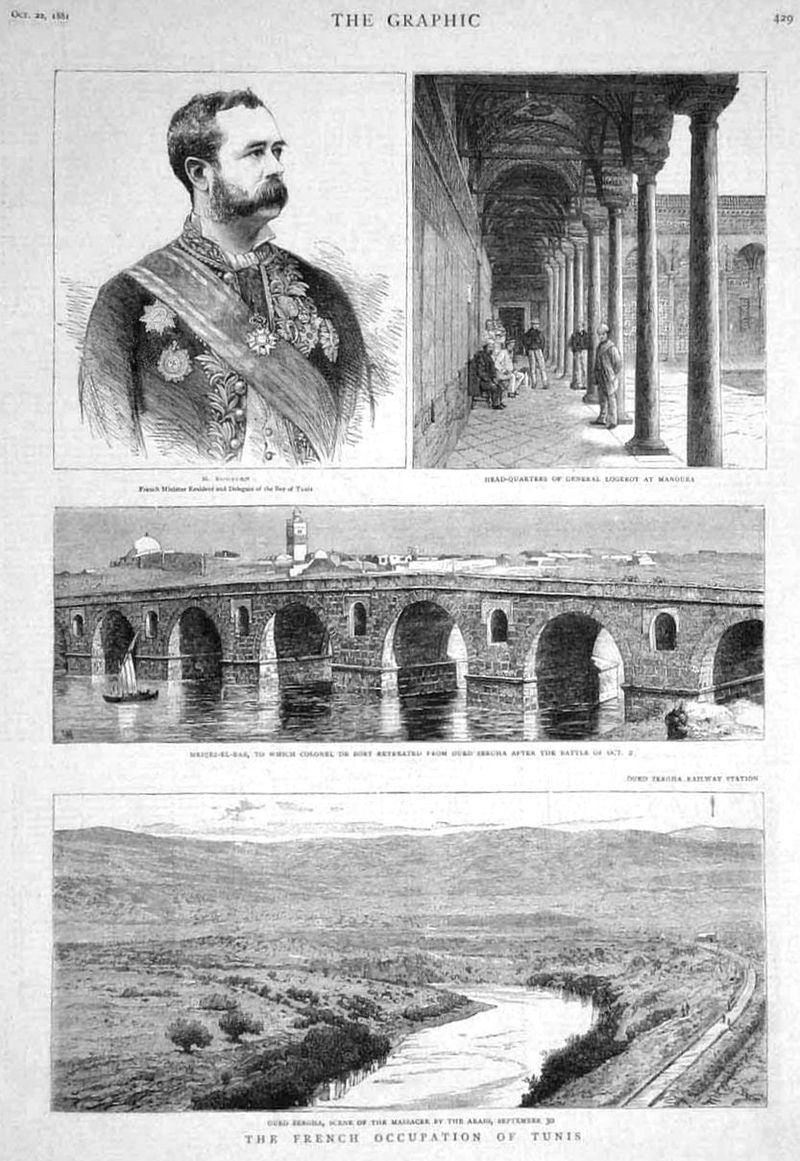 Oct. 22, 1881
THE GRAPHIC
429
M.
French Minister Resident and Delegate of the Bey of Tunis
HEAD-QUARTERS OF GENERAL LOGEROT AT MANOUBA
MEDJEZ-EL-BAB, TO WHICH COLONEL DE BORT RETREATED FROM OUED ZERGHA AFTER THE BATTLE OF OCT. 2
OUED ZERGHA RAILWAY STATION
OUED ZERGHA, SCENE OF THE MASSACRE BY THE ARABS, SEPTEMBER 30
THE FRENCH OCCUPATION OF TUNIS